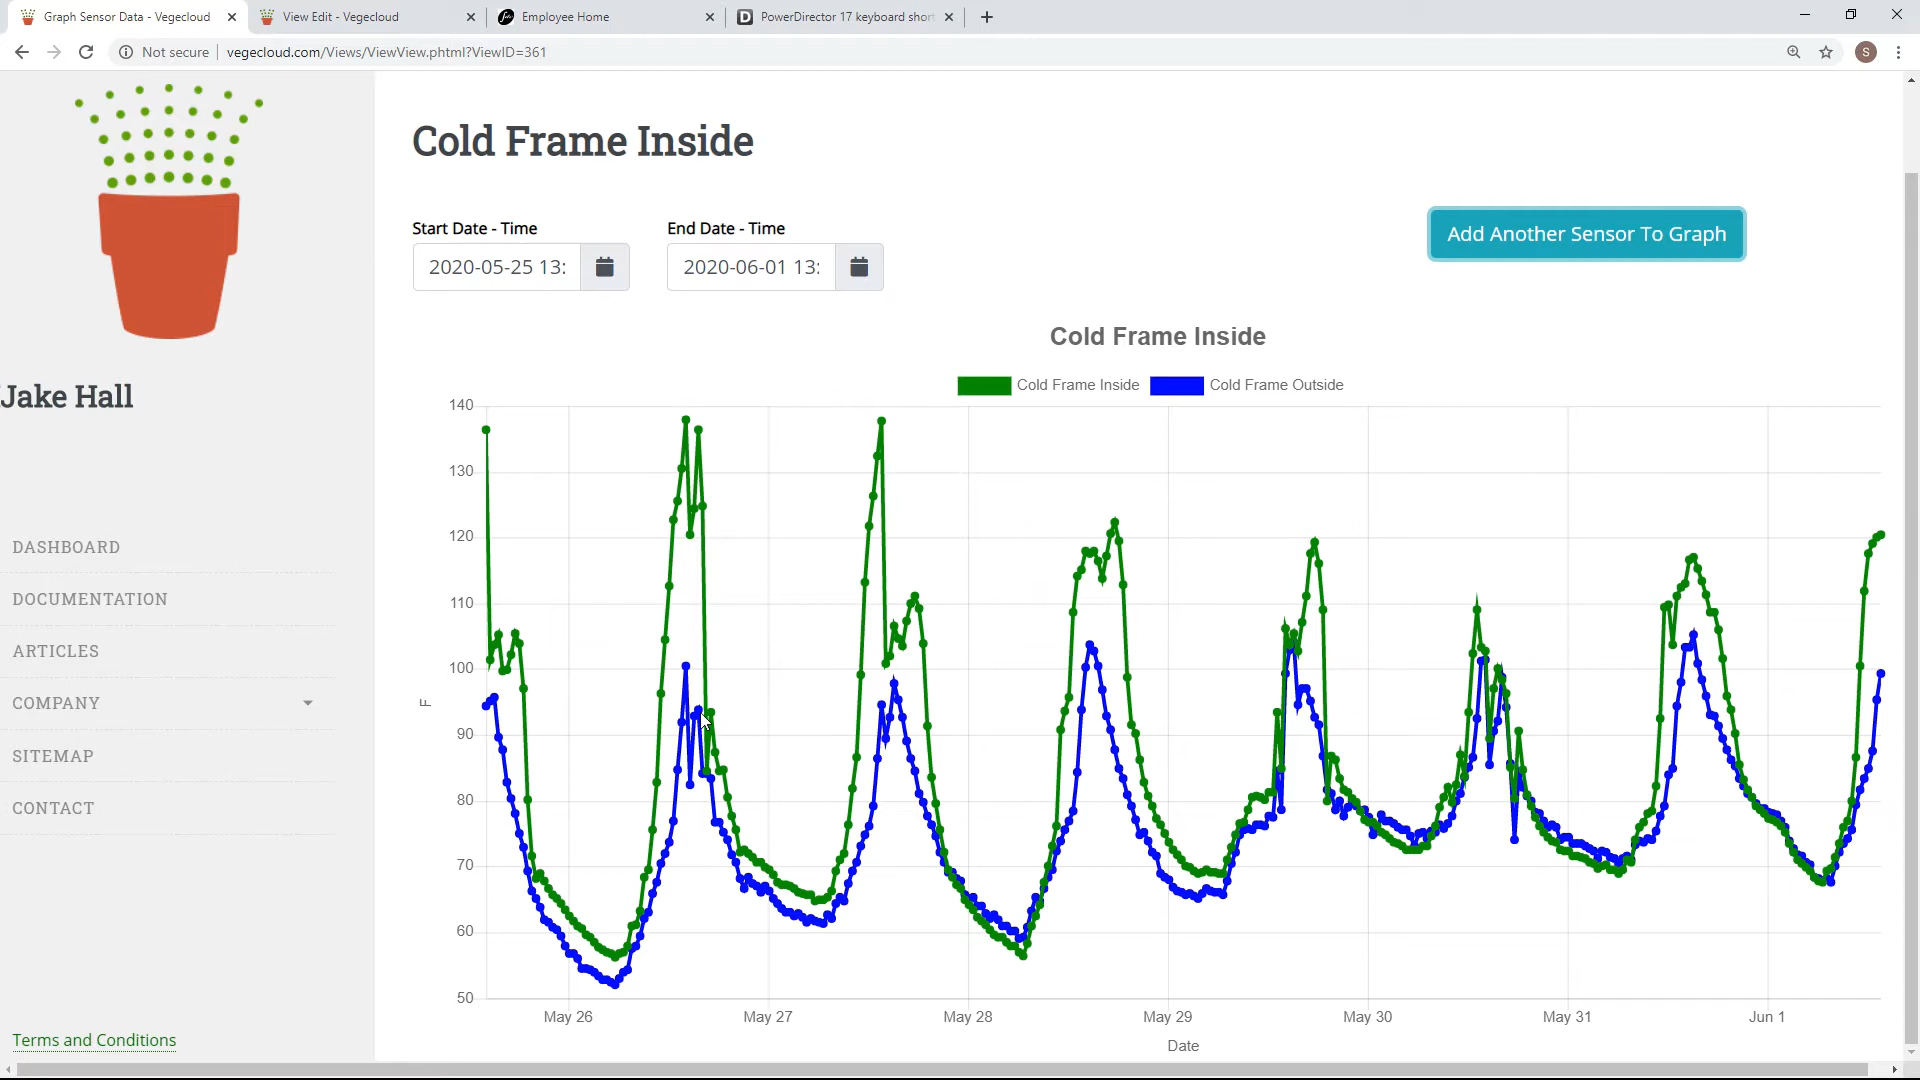 Graph Sensor Data - Vegecloud
View Edit - Vegecloud
Employee Home
PowerDirector 17 keyboard shor
Not secure
vegecloud.com/Views/ViewView.phtml?ViewID=361
S
Jake Hall
DASHBOARD
DOCUMENTATION
ARTICLES
COMPANY
SITEMAP
CONTACT
Terms and Conditions
Cold Frame Inside
Start Date - Time
End Date - Time
2020-05-25 13:
2020-06-01 13:
Add Another Sensor To Graph
Cold Frame Inside
Cold Frame Inside
Cold Frame Outside
140
130
120
110
100
90
80
70
60
50
F
May 26
May 27
May 28
May 29
May 30
May 31
Jun 1
Date